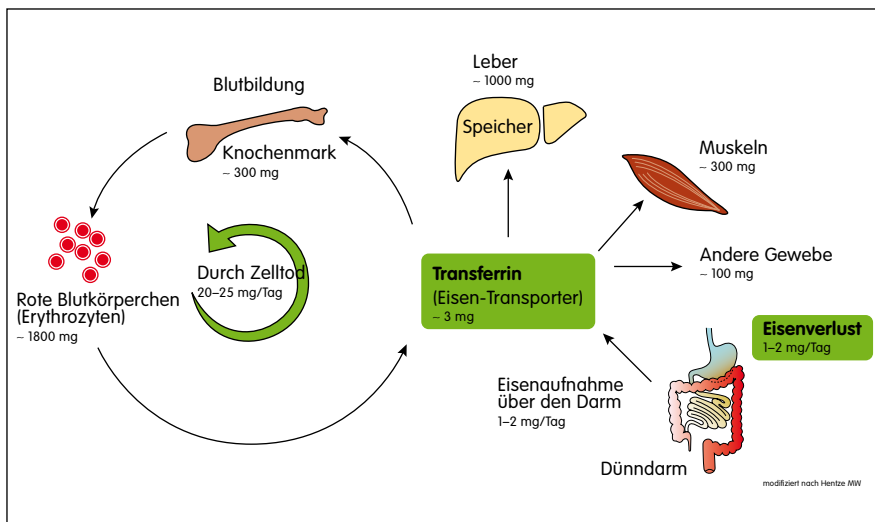 Blutbildung
Knochenmark
~ 300 mg
Leber
~ 1000 mg
Speicher
Muskeln
~ 300 mg
Andere Gewebe
~ 100 mg
Rote Blutkörperchen
(Erythrozyten)
~ 1800 mg
Durch Zelltod
20–25 mg/Tag
Transferrin
(Eisen-Transporter)
~ 3 mg
Eisenverlust
1–2 mg/Tag
Eisenaufnahme
über den Darm
1–2 mg/Tag
Dünndarm
modifiziert nach Hentze MW